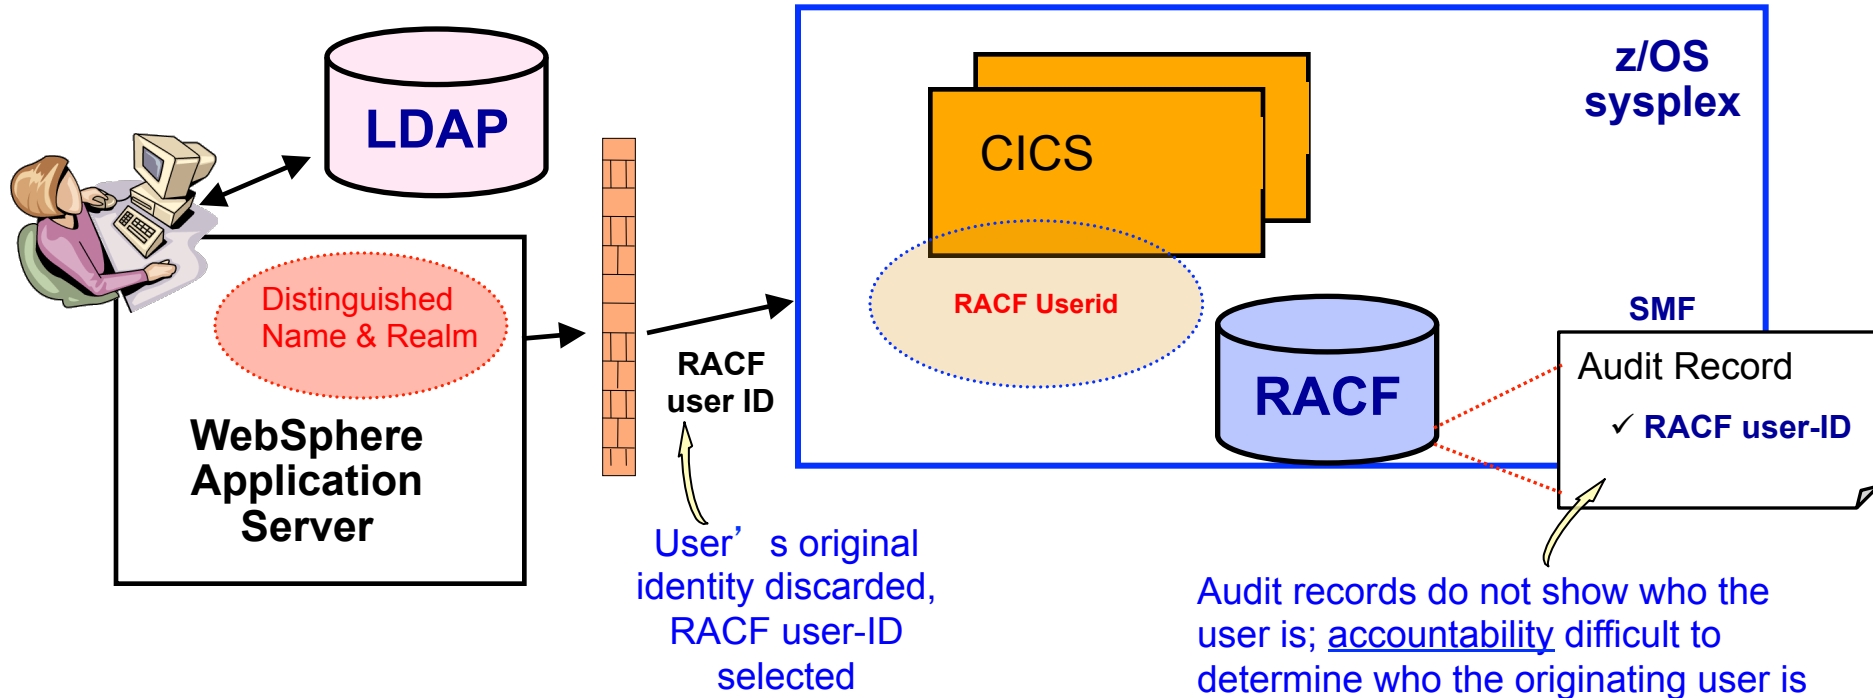 LDAP
Distinguished
Name & Realm
WebSphere
Application
Server
RACF
user ID
User’ s original
identity discarded,
RACF user-ID
selected
z/OS
sysplex
CICS
RACF Userid
RACF
SMF
Audit Record
✓ RACF user-ID
Audit records do not show who the
user is; accountability difficult to
determine who the originating user is